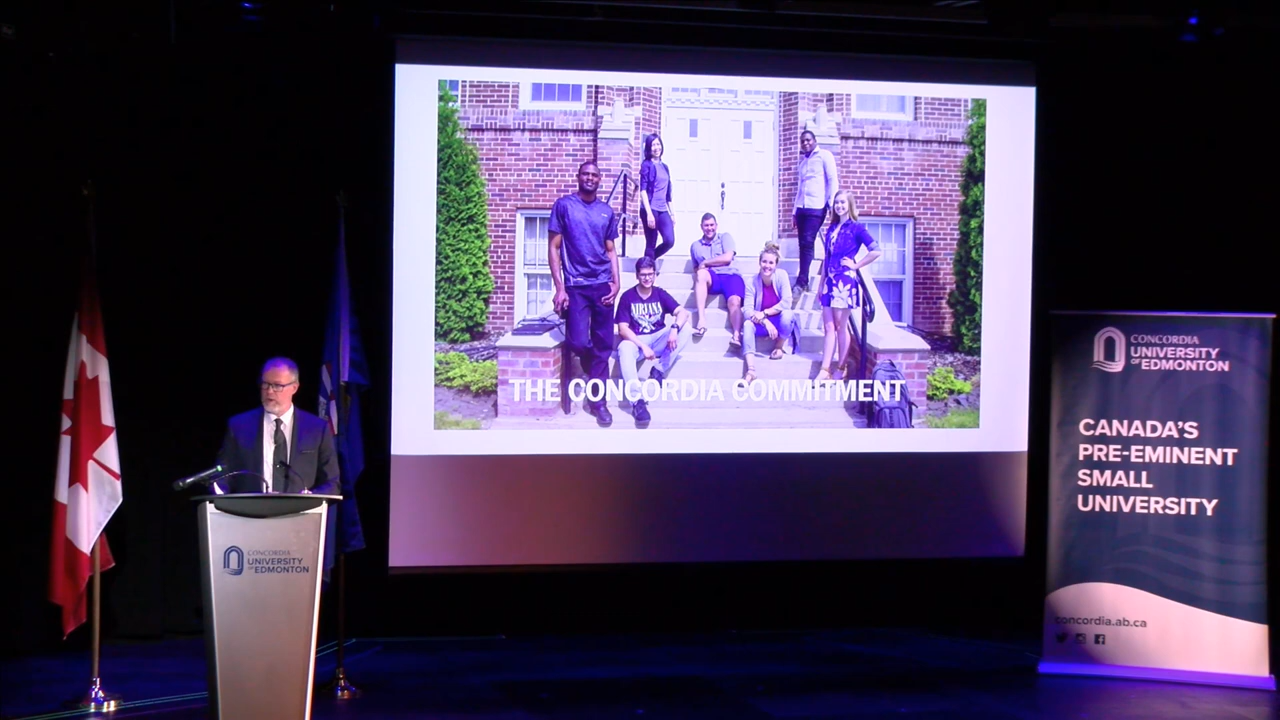 NIRVANA
THE CONCORDIA COMMITMENT
CONCORDIA
UNIVERSITY
OF EDMONTON
CONCORDIA
UNIVERSITY
OF EDMONTON
CANADA'S
PRE-EMINENT
SMALL
UNIVERSITY
concordia.ab.ca